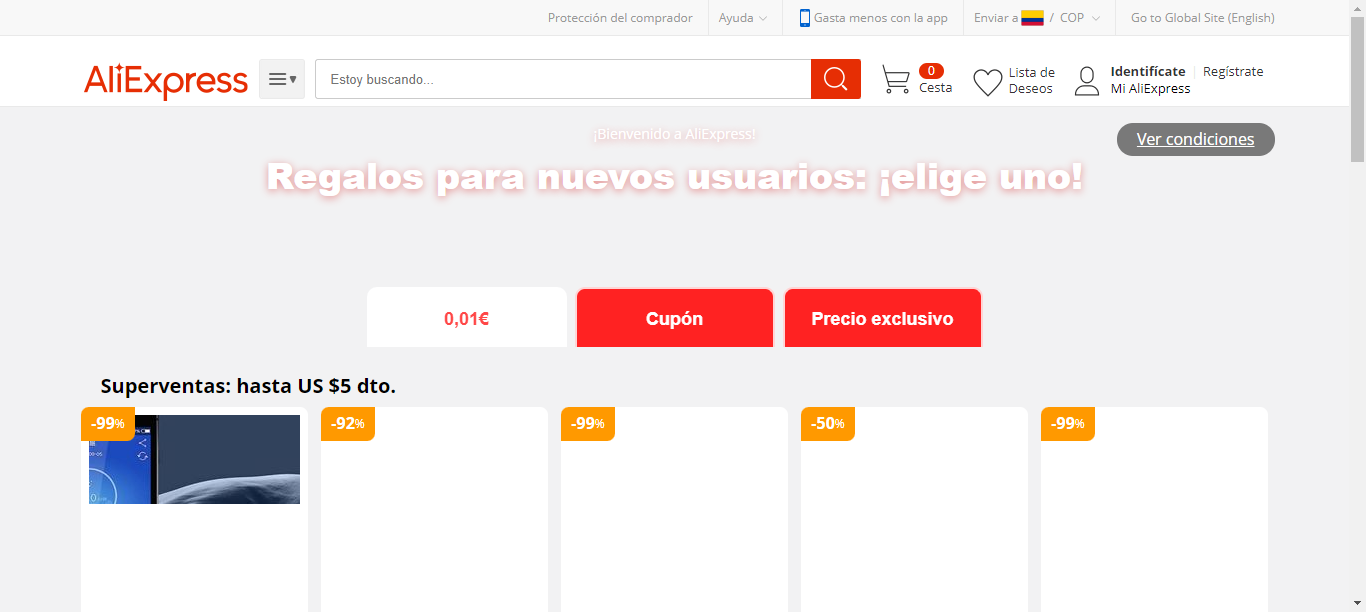 Protección del comprador
Ayuda
Gasta menos con la app
Enviar a / COP
Go to Global Site (English)
AliExpress
Estoy buscando...
0
Cesta
Lista de
Deseos
Identifícate
Regístrate
Mi AliExpress
¡Bienvenido a AliExpress!
Ver condiciones
Regalos para nuevos usuarios: ¡elige uno!
0,01€
Cupón
Precio exclusivo
Superventas: hasta US $5 dto.
-99%
-92%
-99%
-50%
-99%